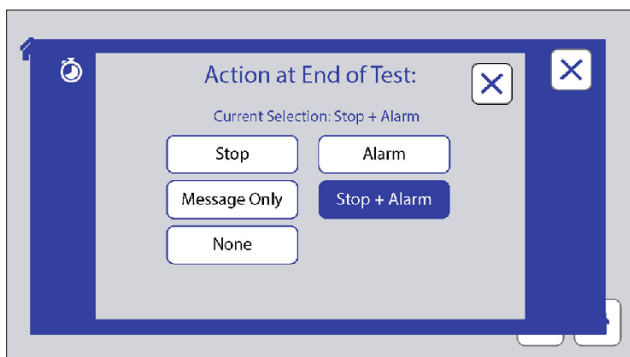 Action at End of Test:
Current Selection: Stop + Alarm
Stop
Alarm
Message Only
Stop + Alarm
None